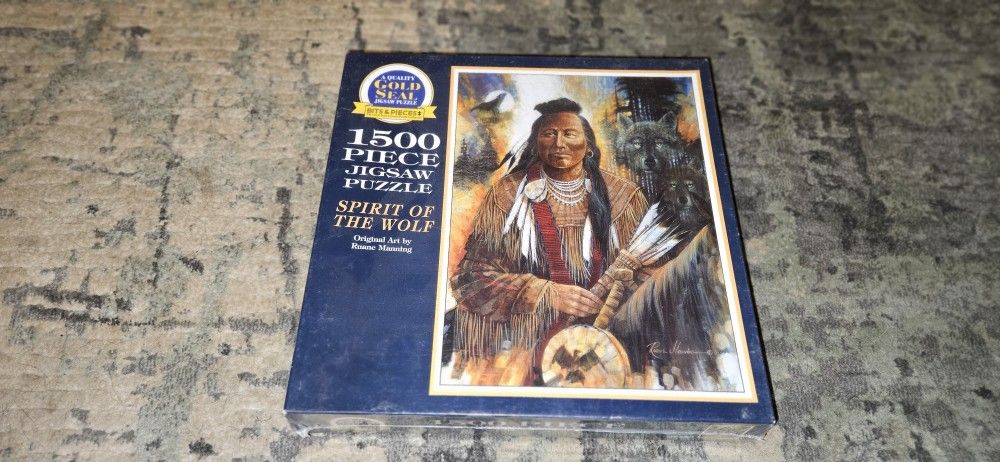 A QUALITY
GOLD
SEAL
JIGSAW PUZZLE
BITS & PIECES
1500
PIECE
JIGSAW
PUZZLE
SPIRIT OF
THE WOLF
Original Art by
Ruane Manning